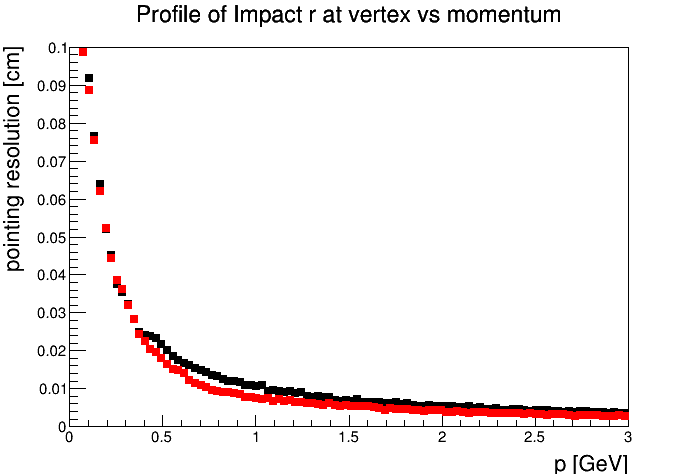 Profile of Impact r at vertex vs momentum
pointing resolution [cm]
0.1
0.09
0.08
0.07
0.06
0.05
0.04
0.03
0.02
0.01
0
0 0.5 1 1.5 2 2.5 3
p [GeV]